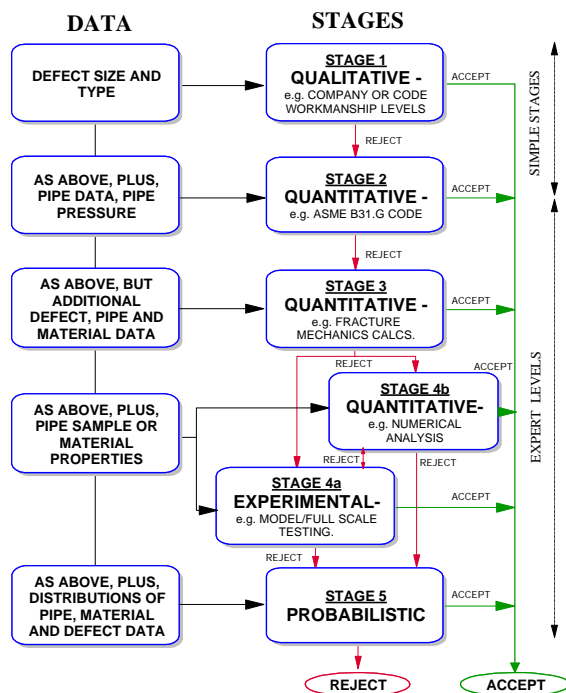 DATA
STAGES
DEFECT SIZE AND
TYPE
STAGE 1
QUALITATIVE -
e.g. COMPANY OR CODE
WORKMANSHIP LEVELS
ACCEPT
SIMPLE STAGES
REJECT
AS ABOVE, PLUS,
PIPE DATA, PIPE
PRESSURE
STAGE 2
QUANTITATIVE -
e.g. ASME B31.G CODE
ACCEPT
REJECT
AS ABOVE, BUT
ADDITIONAL
DEFECT, PIPE AND
MATERIAL DATA
STAGE 3
QUANTITATIVE -
e.g. FRACTURE
MECHANICS CALCS.
ACCEPT
REJECT
ACCEPT
EXPERT LEVELS
AS ABOVE, PLUS,
PIPE SAMPLE OR
MATERIAL
PROPERTIES
STAGE 4b
QUANTITATIVE-
e.g. NUMERICAL
ANALYSIS
REJECT
REJECT
STAGE 4a
EXPERIMENTAL-
e.g. MODEL/FULL SCALE
TESTING.
ACCEPT
REJECT
AS ABOVE, PLUS,
DISTRIBUTIONS OF
PIPE, MATERIAL
AND DEFECT DATA
STAGE 5
PROBABILISTIC
ACCEPT
REJECT
ACCEPT